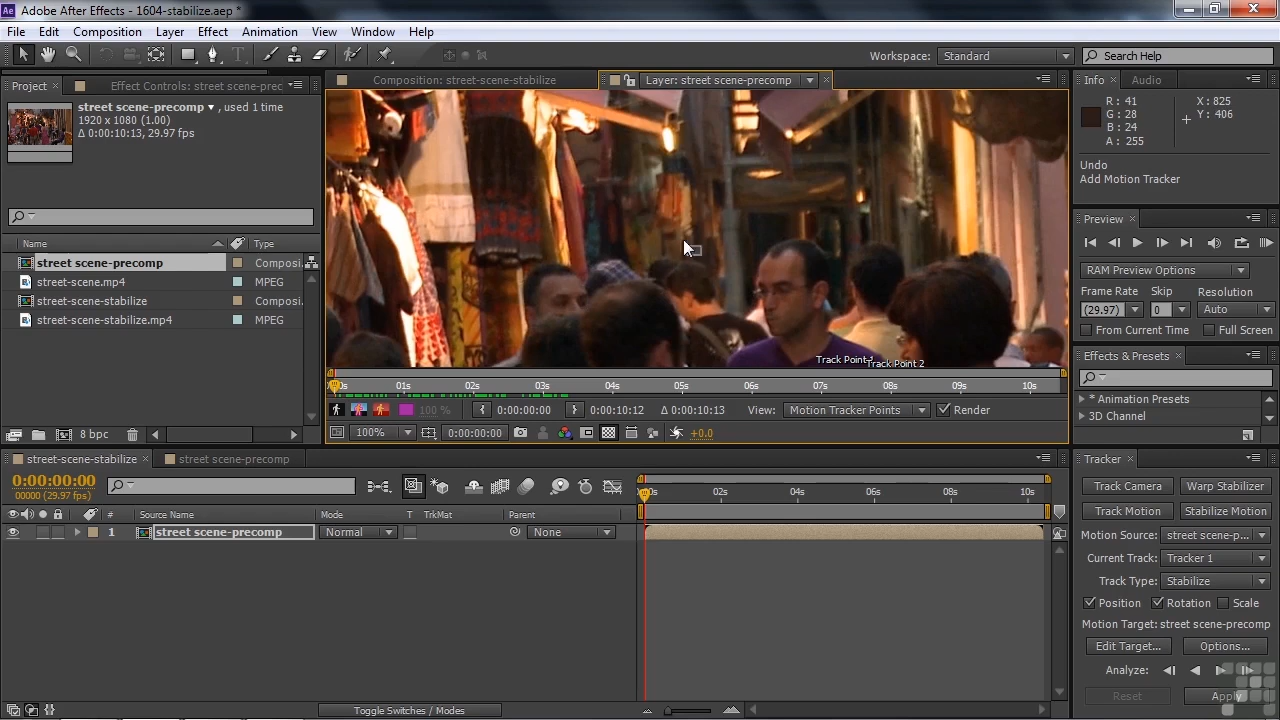 Ae Adobe After Effects - 1604-stabilize.aep *
File Edit Composition Layer Effect Animation View Window Help
Workspace: Standard Search Help
Project Effect Controls: street scene-prec
street scene-precomp ▾ , used 1 time
1920 x 1080 (1.00)
Δ 0:00:10:13, 29.97 fps
Name Type
street scene-precomp Composi
street-scene.mp4 MPEG
street-scene-stabilize Composi
street-scene-stabilize.mp4 MPEG
8 bpc
Composition: street-scene-stabilize Layer: street scene-precomp
Track Point 1
Track Point 2
01s 02s 03s 04s 05s 06s 07s 08s 09s 10s
100 % 0:00:00:00 0:00:10:12 Δ 0:00:10:13 View: Motion Tracker Points Render
100% 0:00:00:00 +0.0
Info Audio
R : 41 X : 825
G : 28 Y : 406
B : 24
A : 255
Undo
Add Motion Tracker
Preview
RAM Preview Options
Frame Rate Skip Resolution
(29.97) 0 Auto
From Current Time Full Screen
Effects & Presets
* Animation Presets
3D Channel
street-scene-stabilize street scene-precomp
0:00:00:00
00000 (29.97 fps)
02s 04s 06s 08s 10s
# Source Name Mode T TrkMat Parent
1 street scene-precomp Normal None
Toggle Switches / Modes
Tracker
Track Camera Warp Stabilizer
Track Motion Stabilize Motion
Motion Source: street scene-p...
Current Track: Tracker 1
Track Type: Stabilize
Position Rotation Scale
Motion Target: street scene-precomp
Edit Target... Options...
Analyze:
Reset Apply